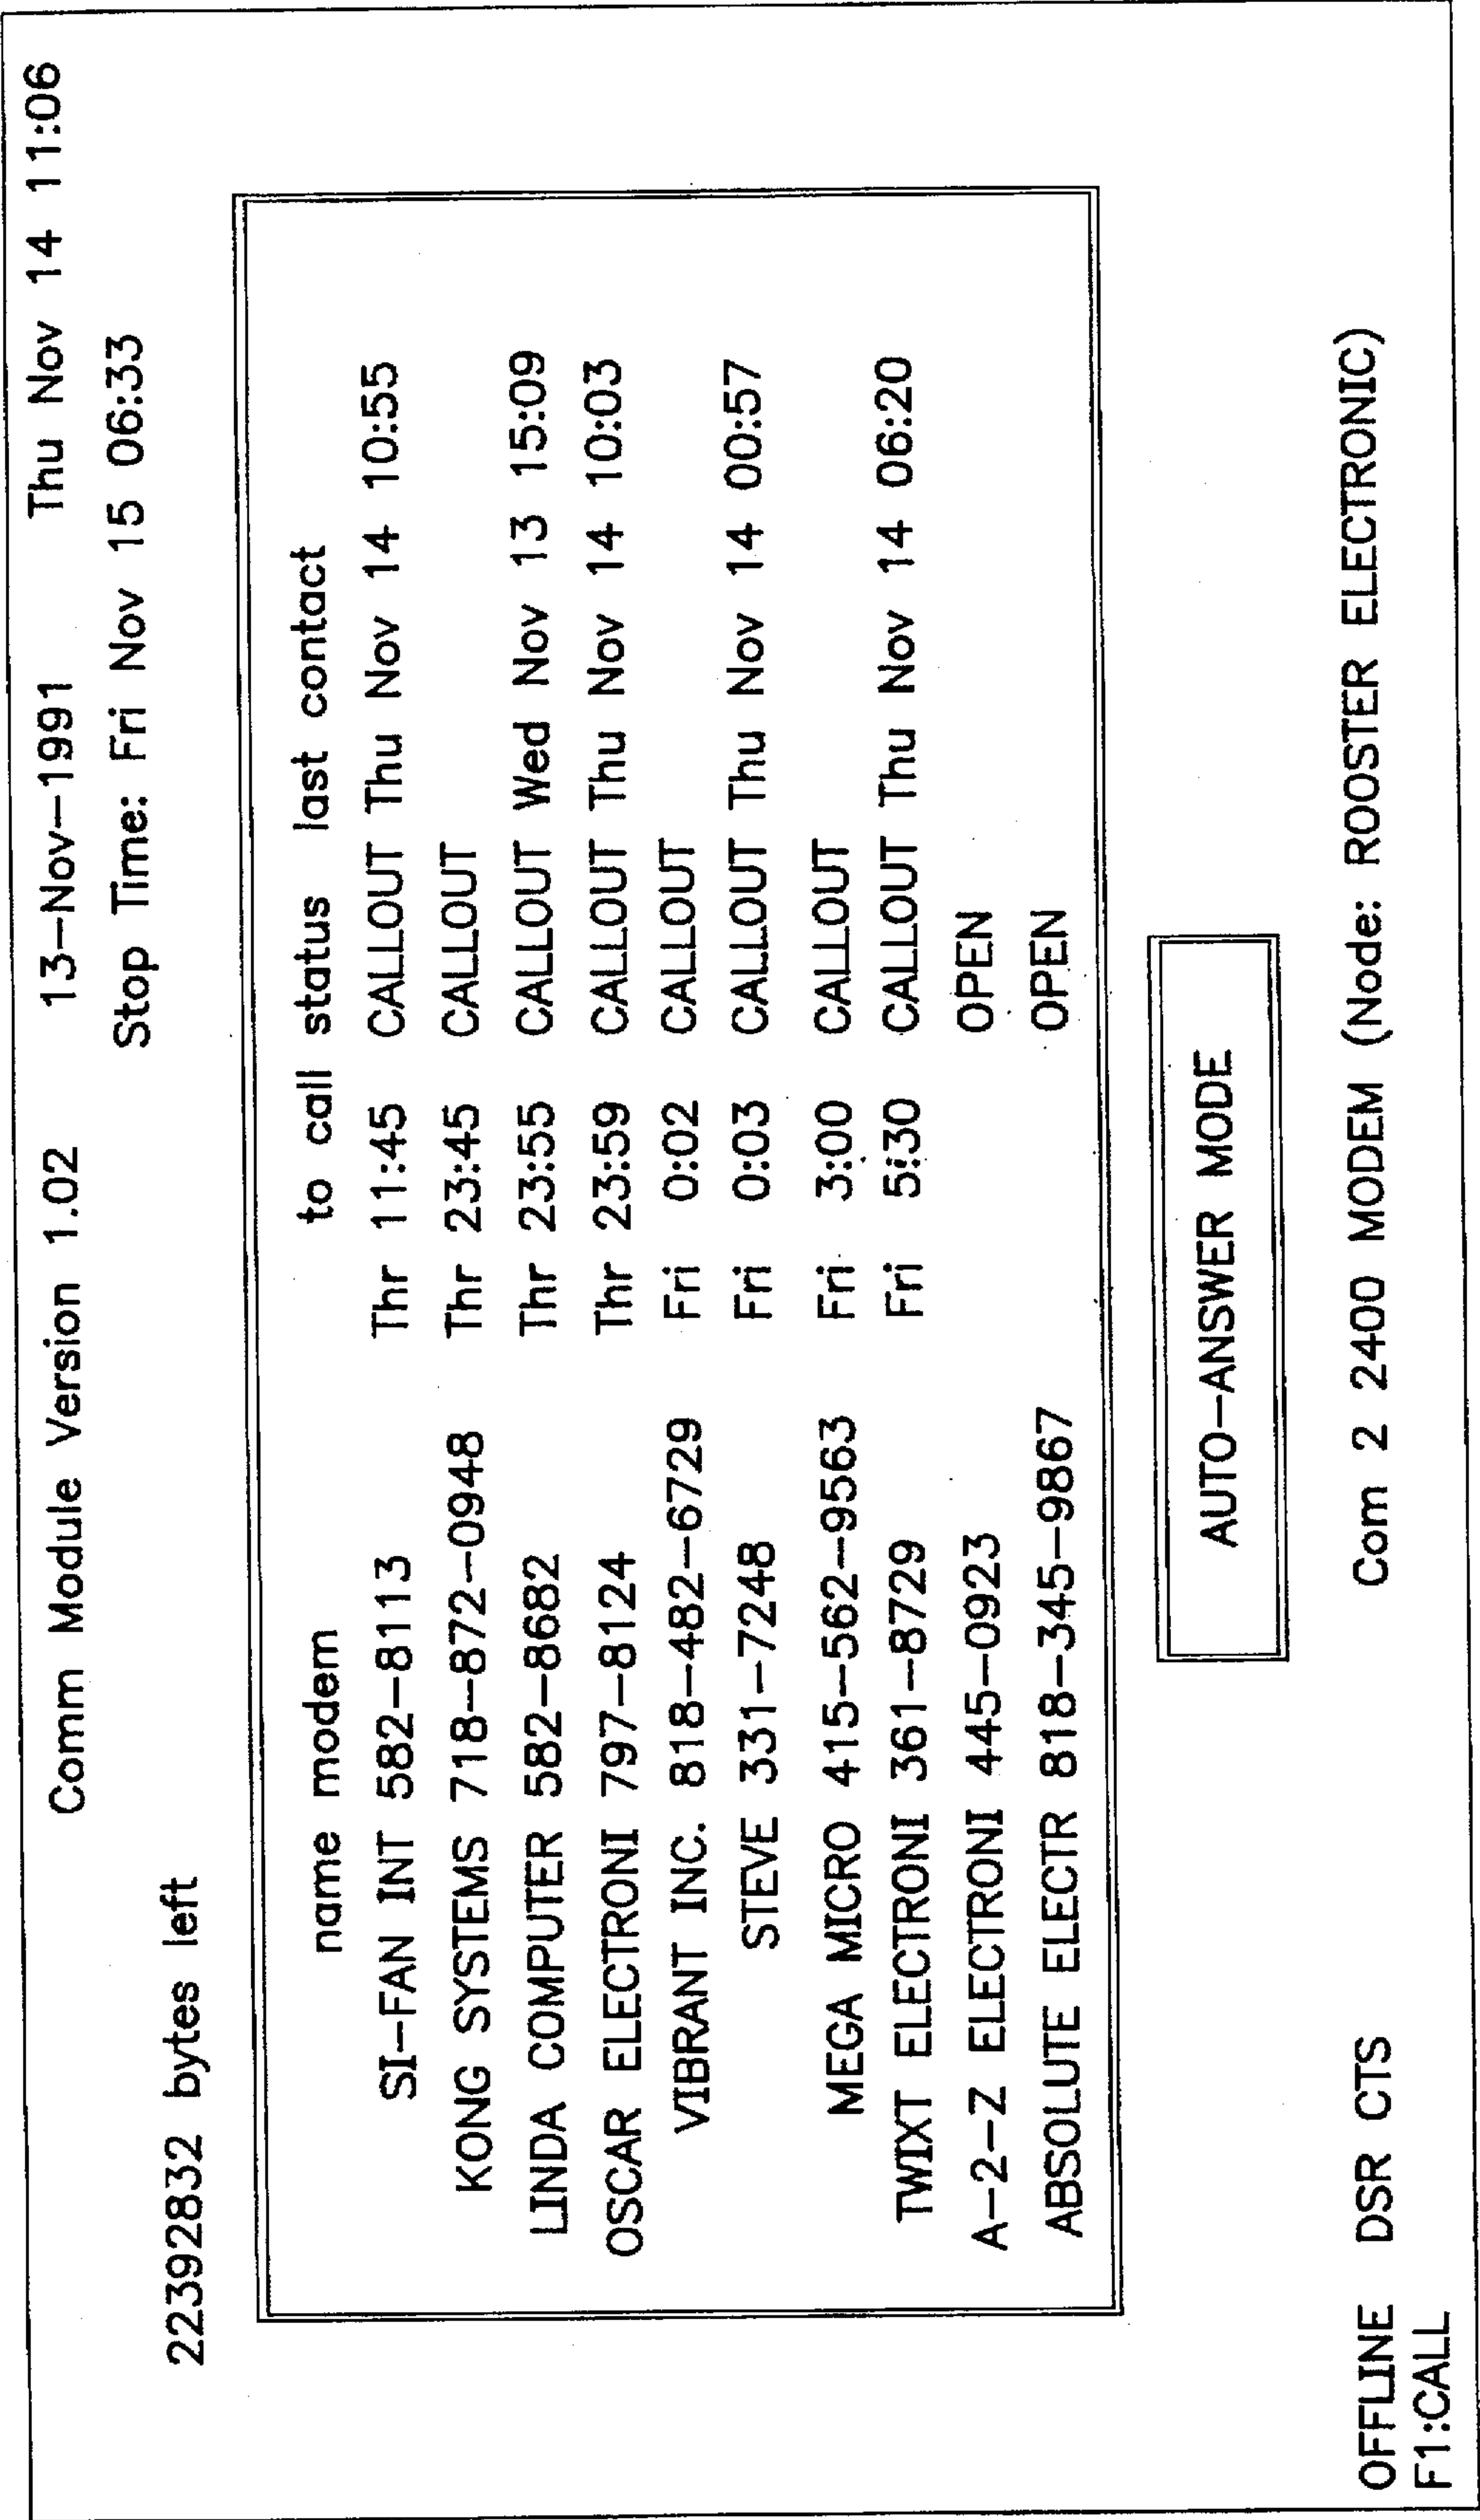 Comm Module Version 1.02 13-Nov-1991 Thu Nov 14 11:06
Stop Time: Fri Nov 15 06:33
22392832 bytes left
name modem to call status last contact
SI-FAN INT 582-8113 Thr 11:45 CALLOUT Thu Nov 14 10:55
KONG SYSTEMS 718-872-0948 Thr 23:45 CALLOUT
LINDA COMPUTER 582-8682 Thr 23:55 CALLOUT Wed Nov 13 15:09
OSCAR ELECTRONI 797-8124 Thr 23:59 CALLOUT Thu Nov 14 10:03
VIBRANT INC. 818-482-6729 Fri 0:02 CALLOUT
STEVE 331-7248 Fri 0:03 CALLOUT Thu Nov 14 00:57
MEGA MICRO 415-562-9563 Fri 3:00 CALLOUT
TWIXT ELECTRONI 361-8729 Fri 5:30 CALLOUT Thu Nov 14 06:20
A-2-Z ELECTRONI 445-0923 OPEN
ABSOLUTE ELECTR 818-345-9867 OPEN
AUTO-ANSWER MODE
OFFLINE DSR CTS Com 2 2400 MODEM (Node: ROOSTER ELECTRONIC)
F1:CALL